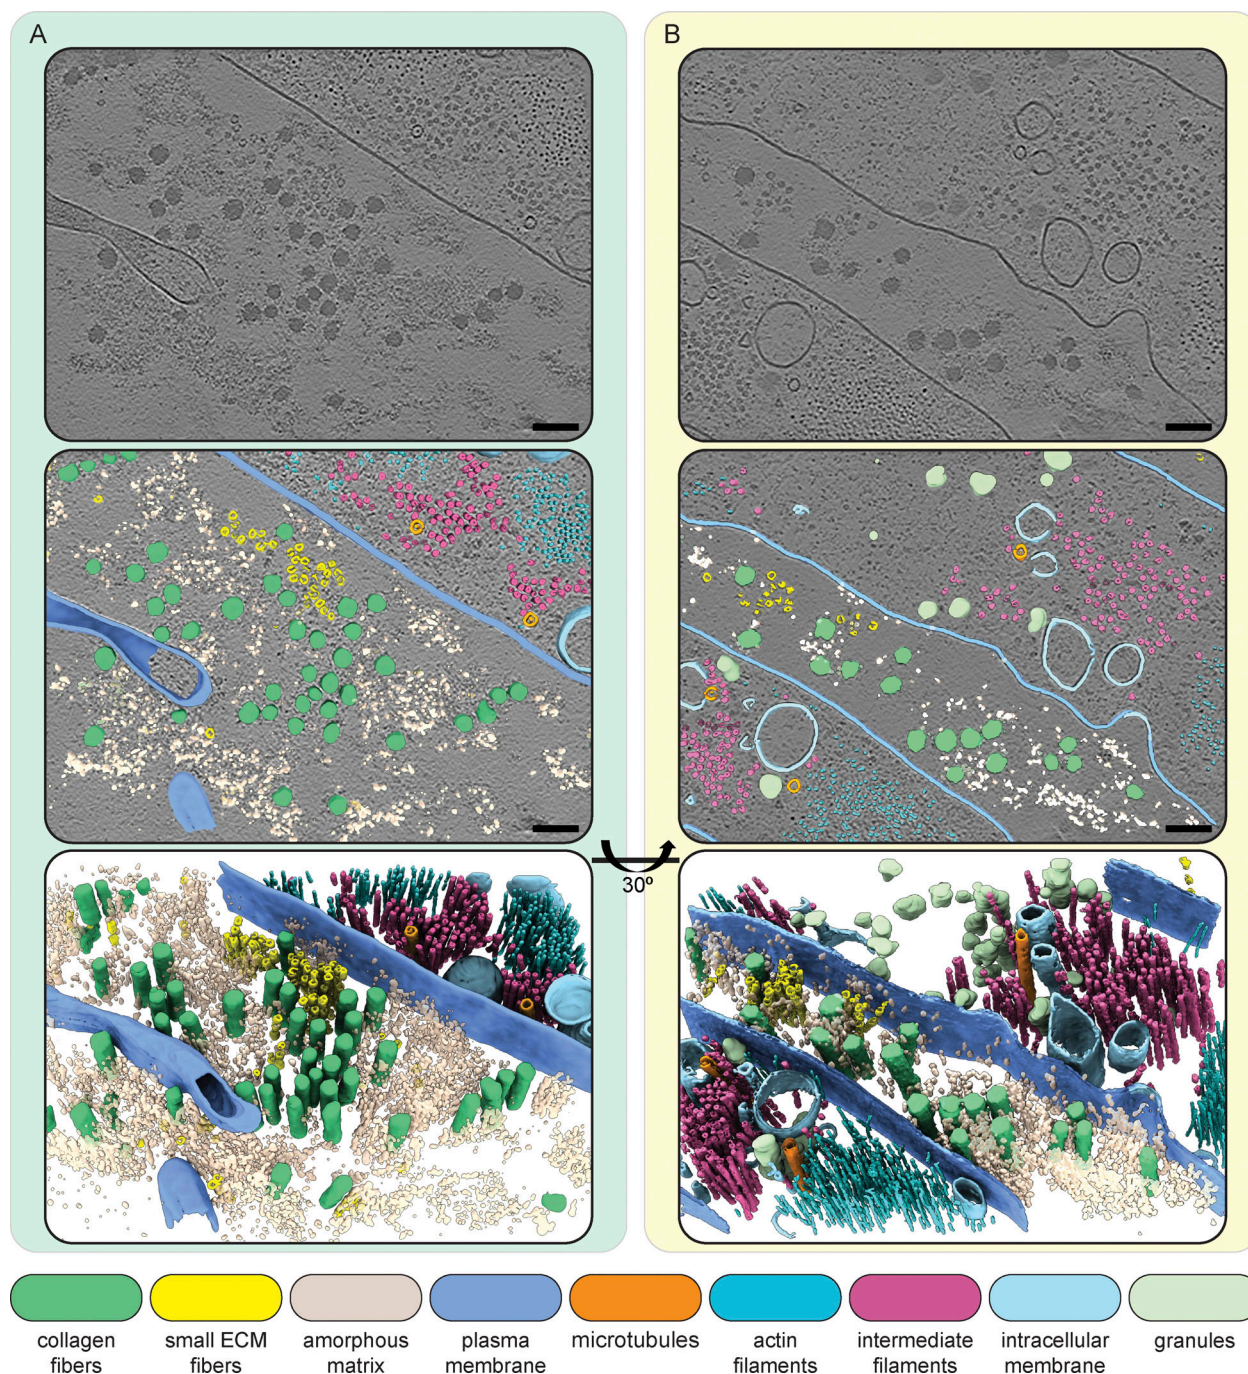 A
B
30º
collagen
fibers
small ECM
fibers
amorphous
matrix
plasma
membrane
microtubules
actin
filaments
intermediate
filaments
intracellular
membrane
granules